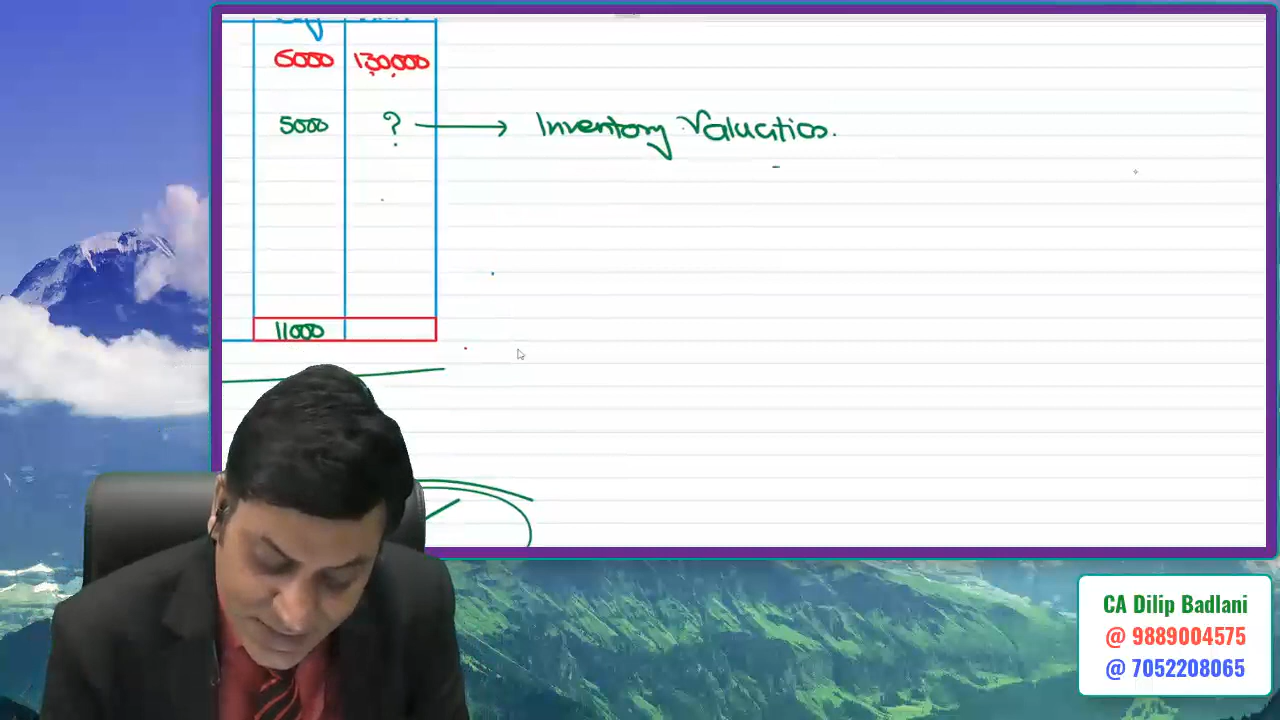 6000 130,000
5000 ? → Inventory Valuation.
11000
CA Dilip Badlani
@ 9889004575
@ 7052208065